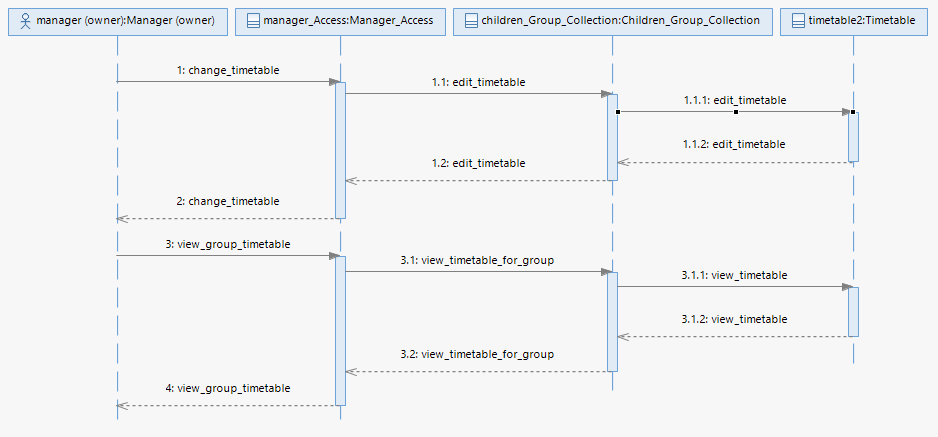 manager (owner):Manager (owner)
manager_Access:Manager_Access
children_Group_Collection:Children_Group_Collection
timetable2:Timetable
1: change_timetable
1.1: edit_timetable
1.1.1: edit_timetable
1.1.2: edit_timetable
1.2: edit_timetable
2: change_timetable
3: view_group_timetable
3.1: view_timetable_for_group
3.1.1: view_timetable
3.1.2: view_timetable
3.2: view_timetable_for_group
4: view_group_timetable